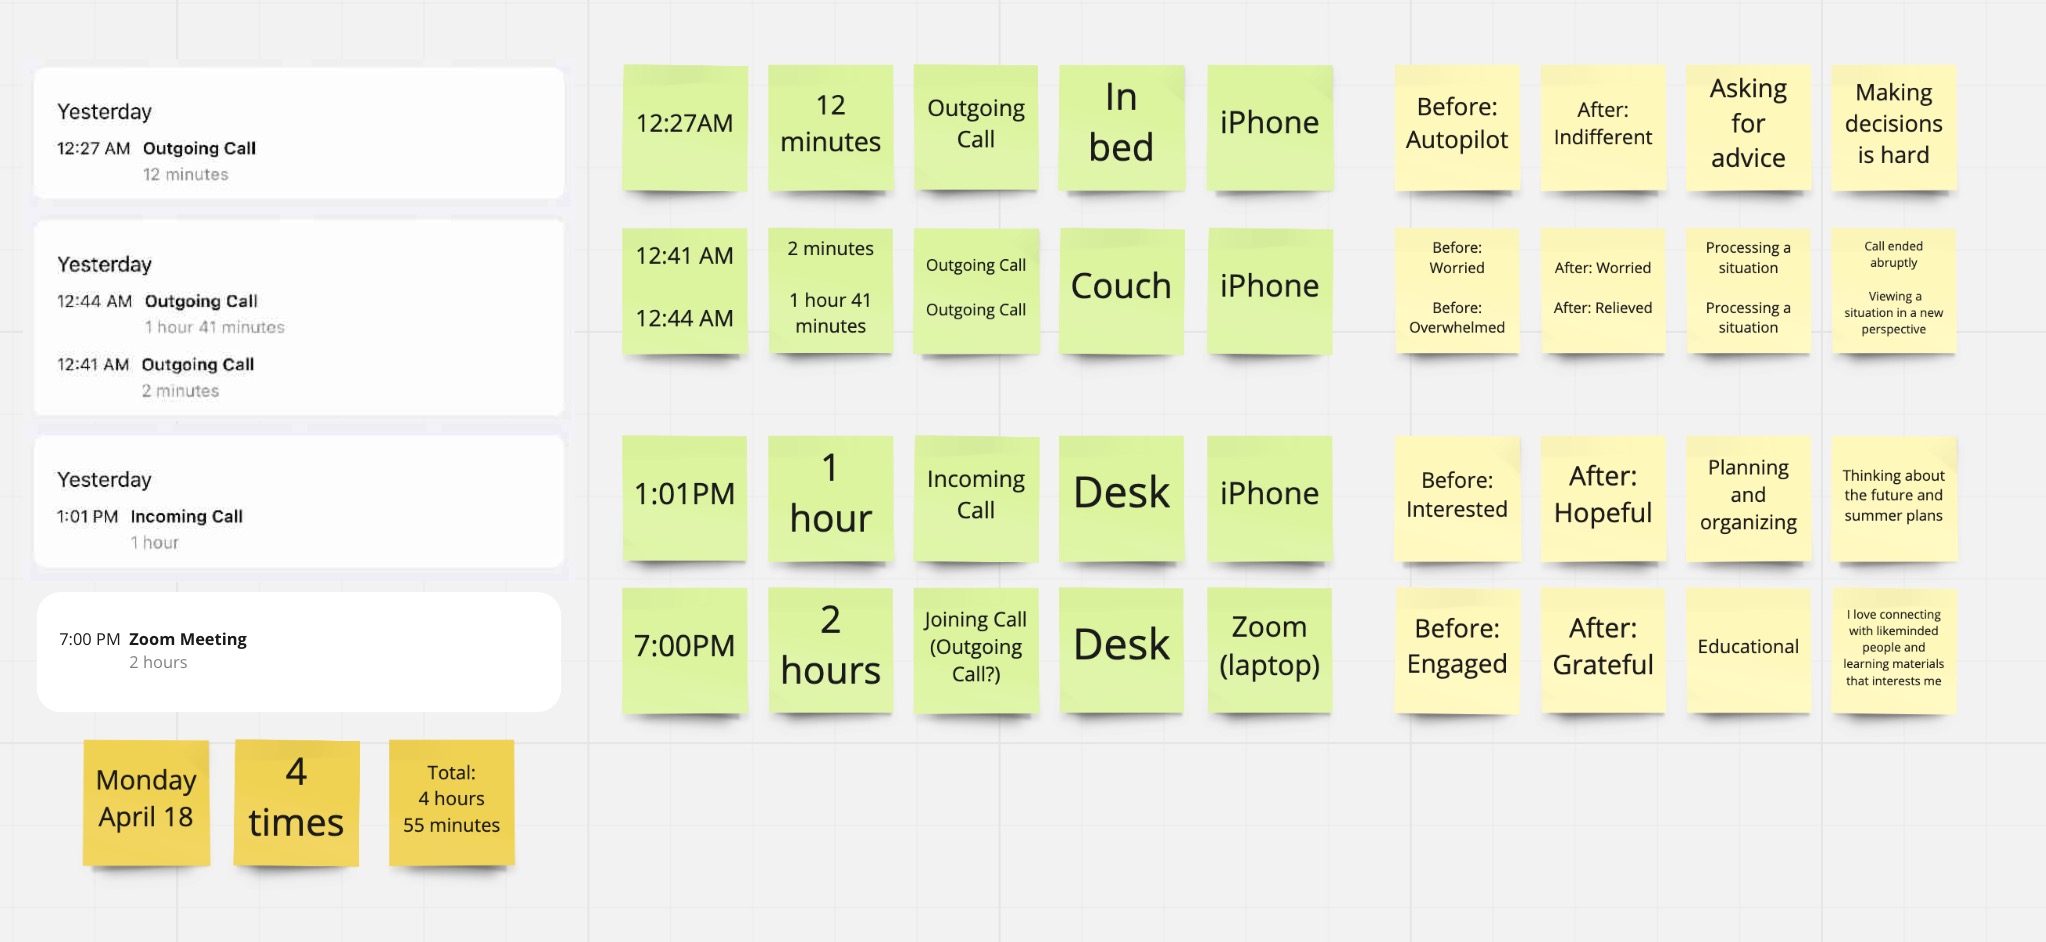 Yesterday
12:27 AM Outgoing Call
12 minutes
12:27AM
12
minutes
Outgoing
Call
In
bed
iPhone
Before:
Autopilot
After:
Indifferent
Asking
for
advice
Making
decisions
is hard
Yesterday
12:44 AM Outgoing Call
1 hour 41 minutes
12:41 AM Outgoing Call
2 minutes
12:41 AM
12:44 AM
2 minutes
1 hour 41
minutes
Outgoing Call
Outgoing Call
Couch
iPhone
Before:
Worried
Before:
Overwhelmed
After: Worried
After: Relieved
Processing a
situation
Processing a
situation
Call ended
abruptly
Viewing a
situation in a new
perspective
Yesterday
1:01 PM Incoming Call
1 hour
1:01PM
1
hour
Incoming
Call
Desk
iPhone
Before:
Interested
After:
Hopeful
Planning
and
organizing
Thinking about
the future and
summer plans
7:00 PM Zoom Meeting
2 hours
7:00PM
2
hours
Joining Call
(Outgoing
Call?)
Desk
Zoom
(laptop)
Before:
Engaged
After:
Grateful
Educational
I love connecting
with likeminded
people and
learning materials
that interests me
Monday
April 18
4
times
Total:
4 hours
55 minutes